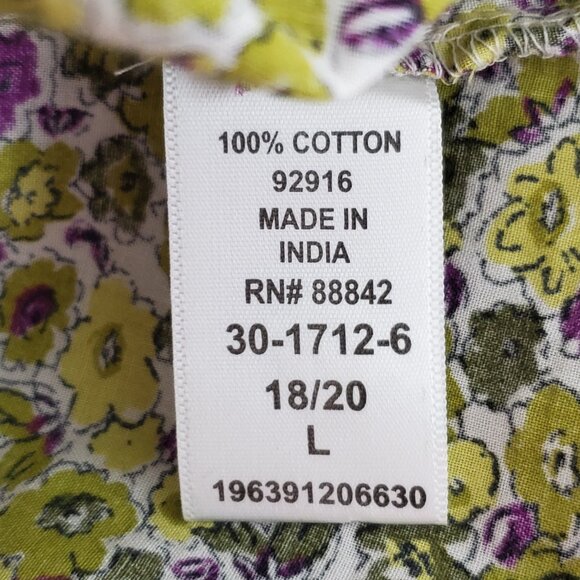 100% COTTON
92916
MADE IN
INDIA
RN# 88842
30-1712-6
18/20
L
196391206630